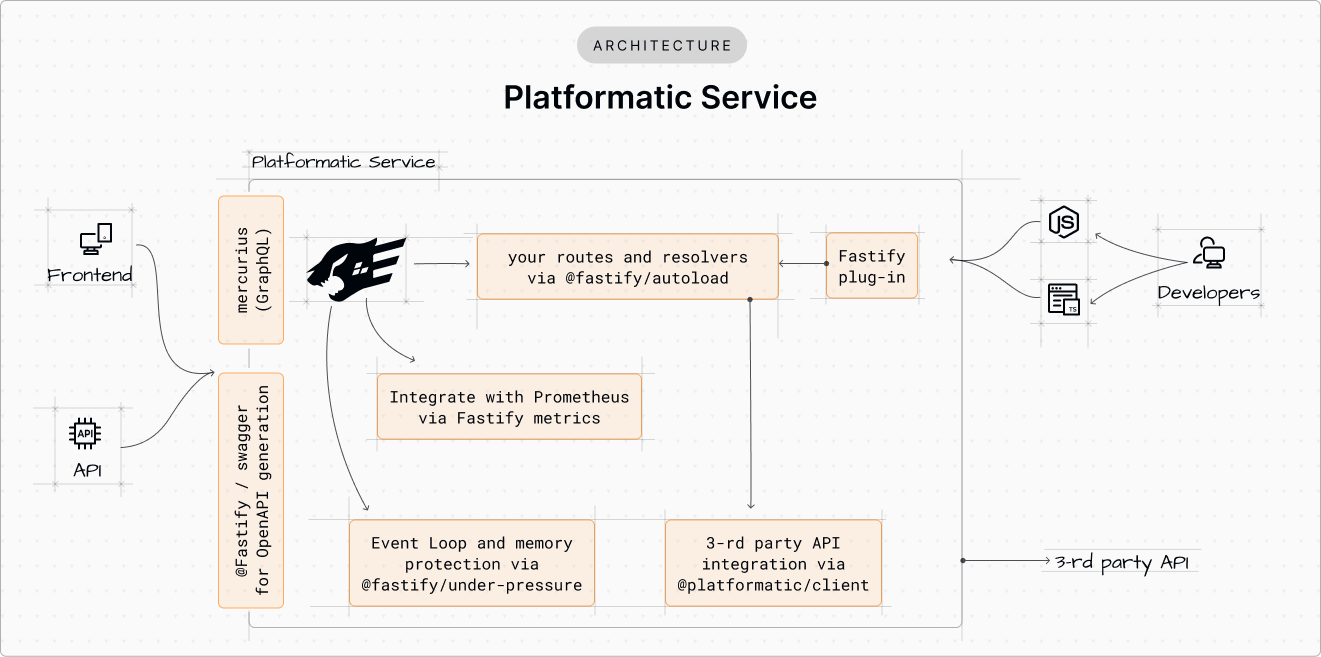 ARCHITECTURE
Platformatic Service
Platformatic Service
Frontend
API
API
mercurius
(GraphQL)
@Fastify / swagger
for OpenAPI generation
your routes and resolvers
via @fastify/autoload
Fastify
plug-in
Integrate with Prometheus
via Fastify metrics
Event Loop and memory
protection via
@fastify/under-pressure
3-rd party API
integration via
@platformatic/client
JS
TS
Developers
3-rd party API